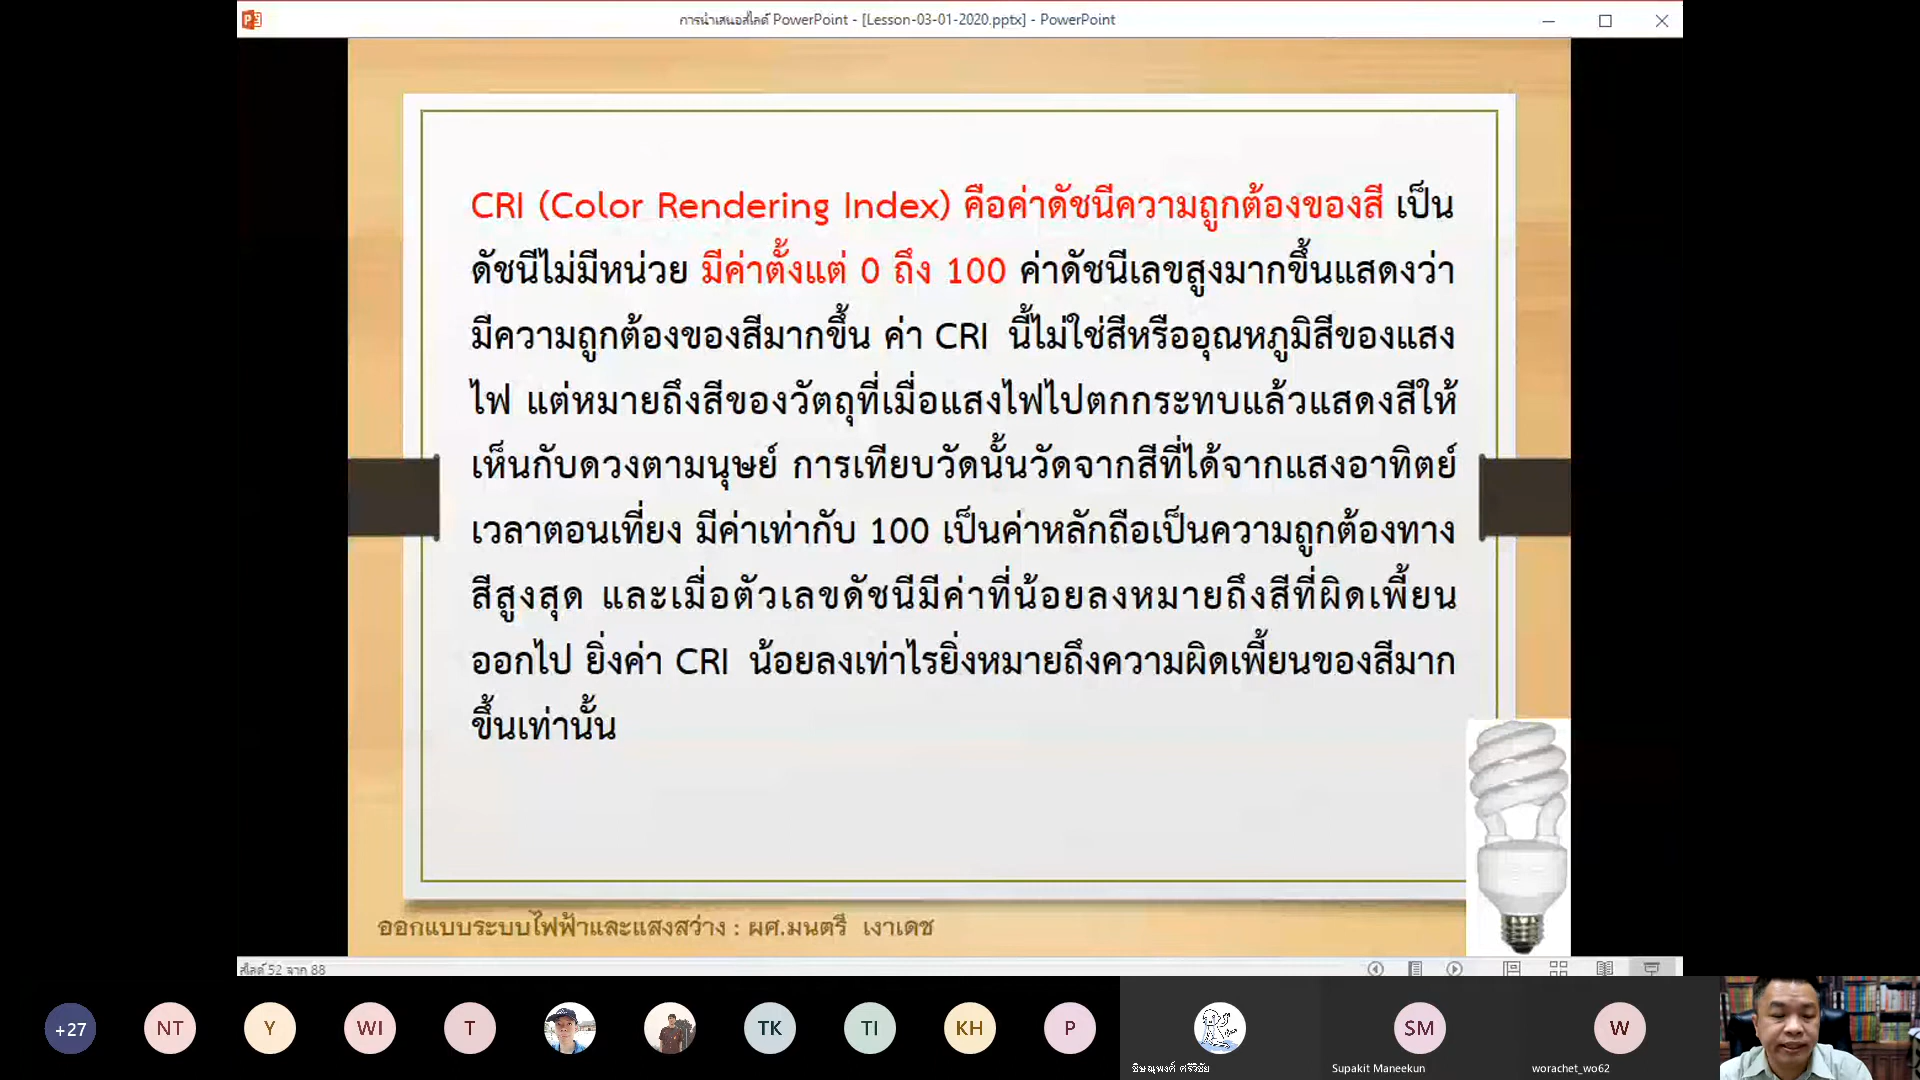 การนำเสนอสไลด์ PowerPoint - [Lesson-03-01-2020.pptx] - PowerPoint
CRI (Color Rendering Index) คือค่าดัชนีความถูกต้องของสี เป็น
ดัชนีไม่มีหน่วย มีค่าตั้งแต่ 0 ถึง 100 ค่าดัชนีเลขสูงมากขึ้นแสดงว่า
มีความถูกต้องของสีมากขึ้น ค่า CRI นี้ไม่ใช่สีหรืออุณหภูมิสีของแสง
ไฟ แต่หมายถึงสีของวัตถุที่เมื่อแสงไฟไปตกกระทบแล้วแสดงสีให้
เห็นกับดวงตามนุษย์ การเทียบวัดนั้นวัดจากสีที่ได้จากแสงอาทิตย์
เวลาตอนเที่ยง มีค่าเท่ากับ 100 เป็นค่าหลักถือเป็นความถูกต้องทาง
สีสูงสุด และเมื่อตัวเลขดัชนีมีค่าที่น้อยลงหมายถึงสีที่ผิดเพี้ยน
ออกไป ยิ่งค่า CRI น้อยลงเท่าไรยิ่งหมายถึงความผิดเพี้ยนของสีมาก
ขึ้นเท่านั้น
ออกแบบระบบไฟฟ้าและแสงสว่าง : ผศ.มนตรี เงาเดช
สไลด์ 52 จาก 88
+27 NT Y WI T TK TI KH P SM W
Supakit Maneekun worachet_wo62